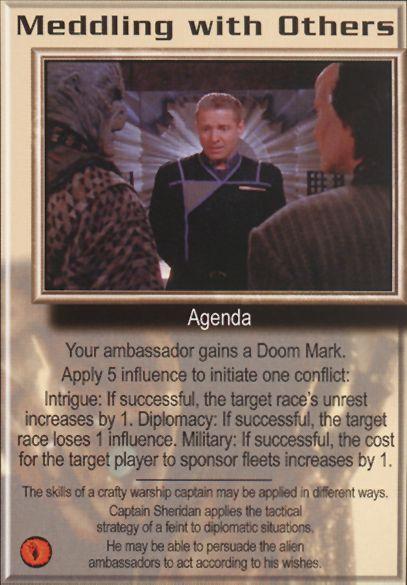 Meddling with Others
Agenda
Your ambassador gains a Doom Mark.
Apply 5 influence to initiate one conflict:
Intrigue: If successful, the target race's unrest
increases by 1. Diplomacy: If successful, the target
race loses 1 influence. Military: If successful, the cost
for the target player to sponsor fleets increases by 1.
The skills of a crafty warship captain may be applied in different ways.
Captain Sheridan applies the tactical
strategy of a feint to diplomatic situations.
He may be able to persuade the alien
ambassadors to act according to his wishes.